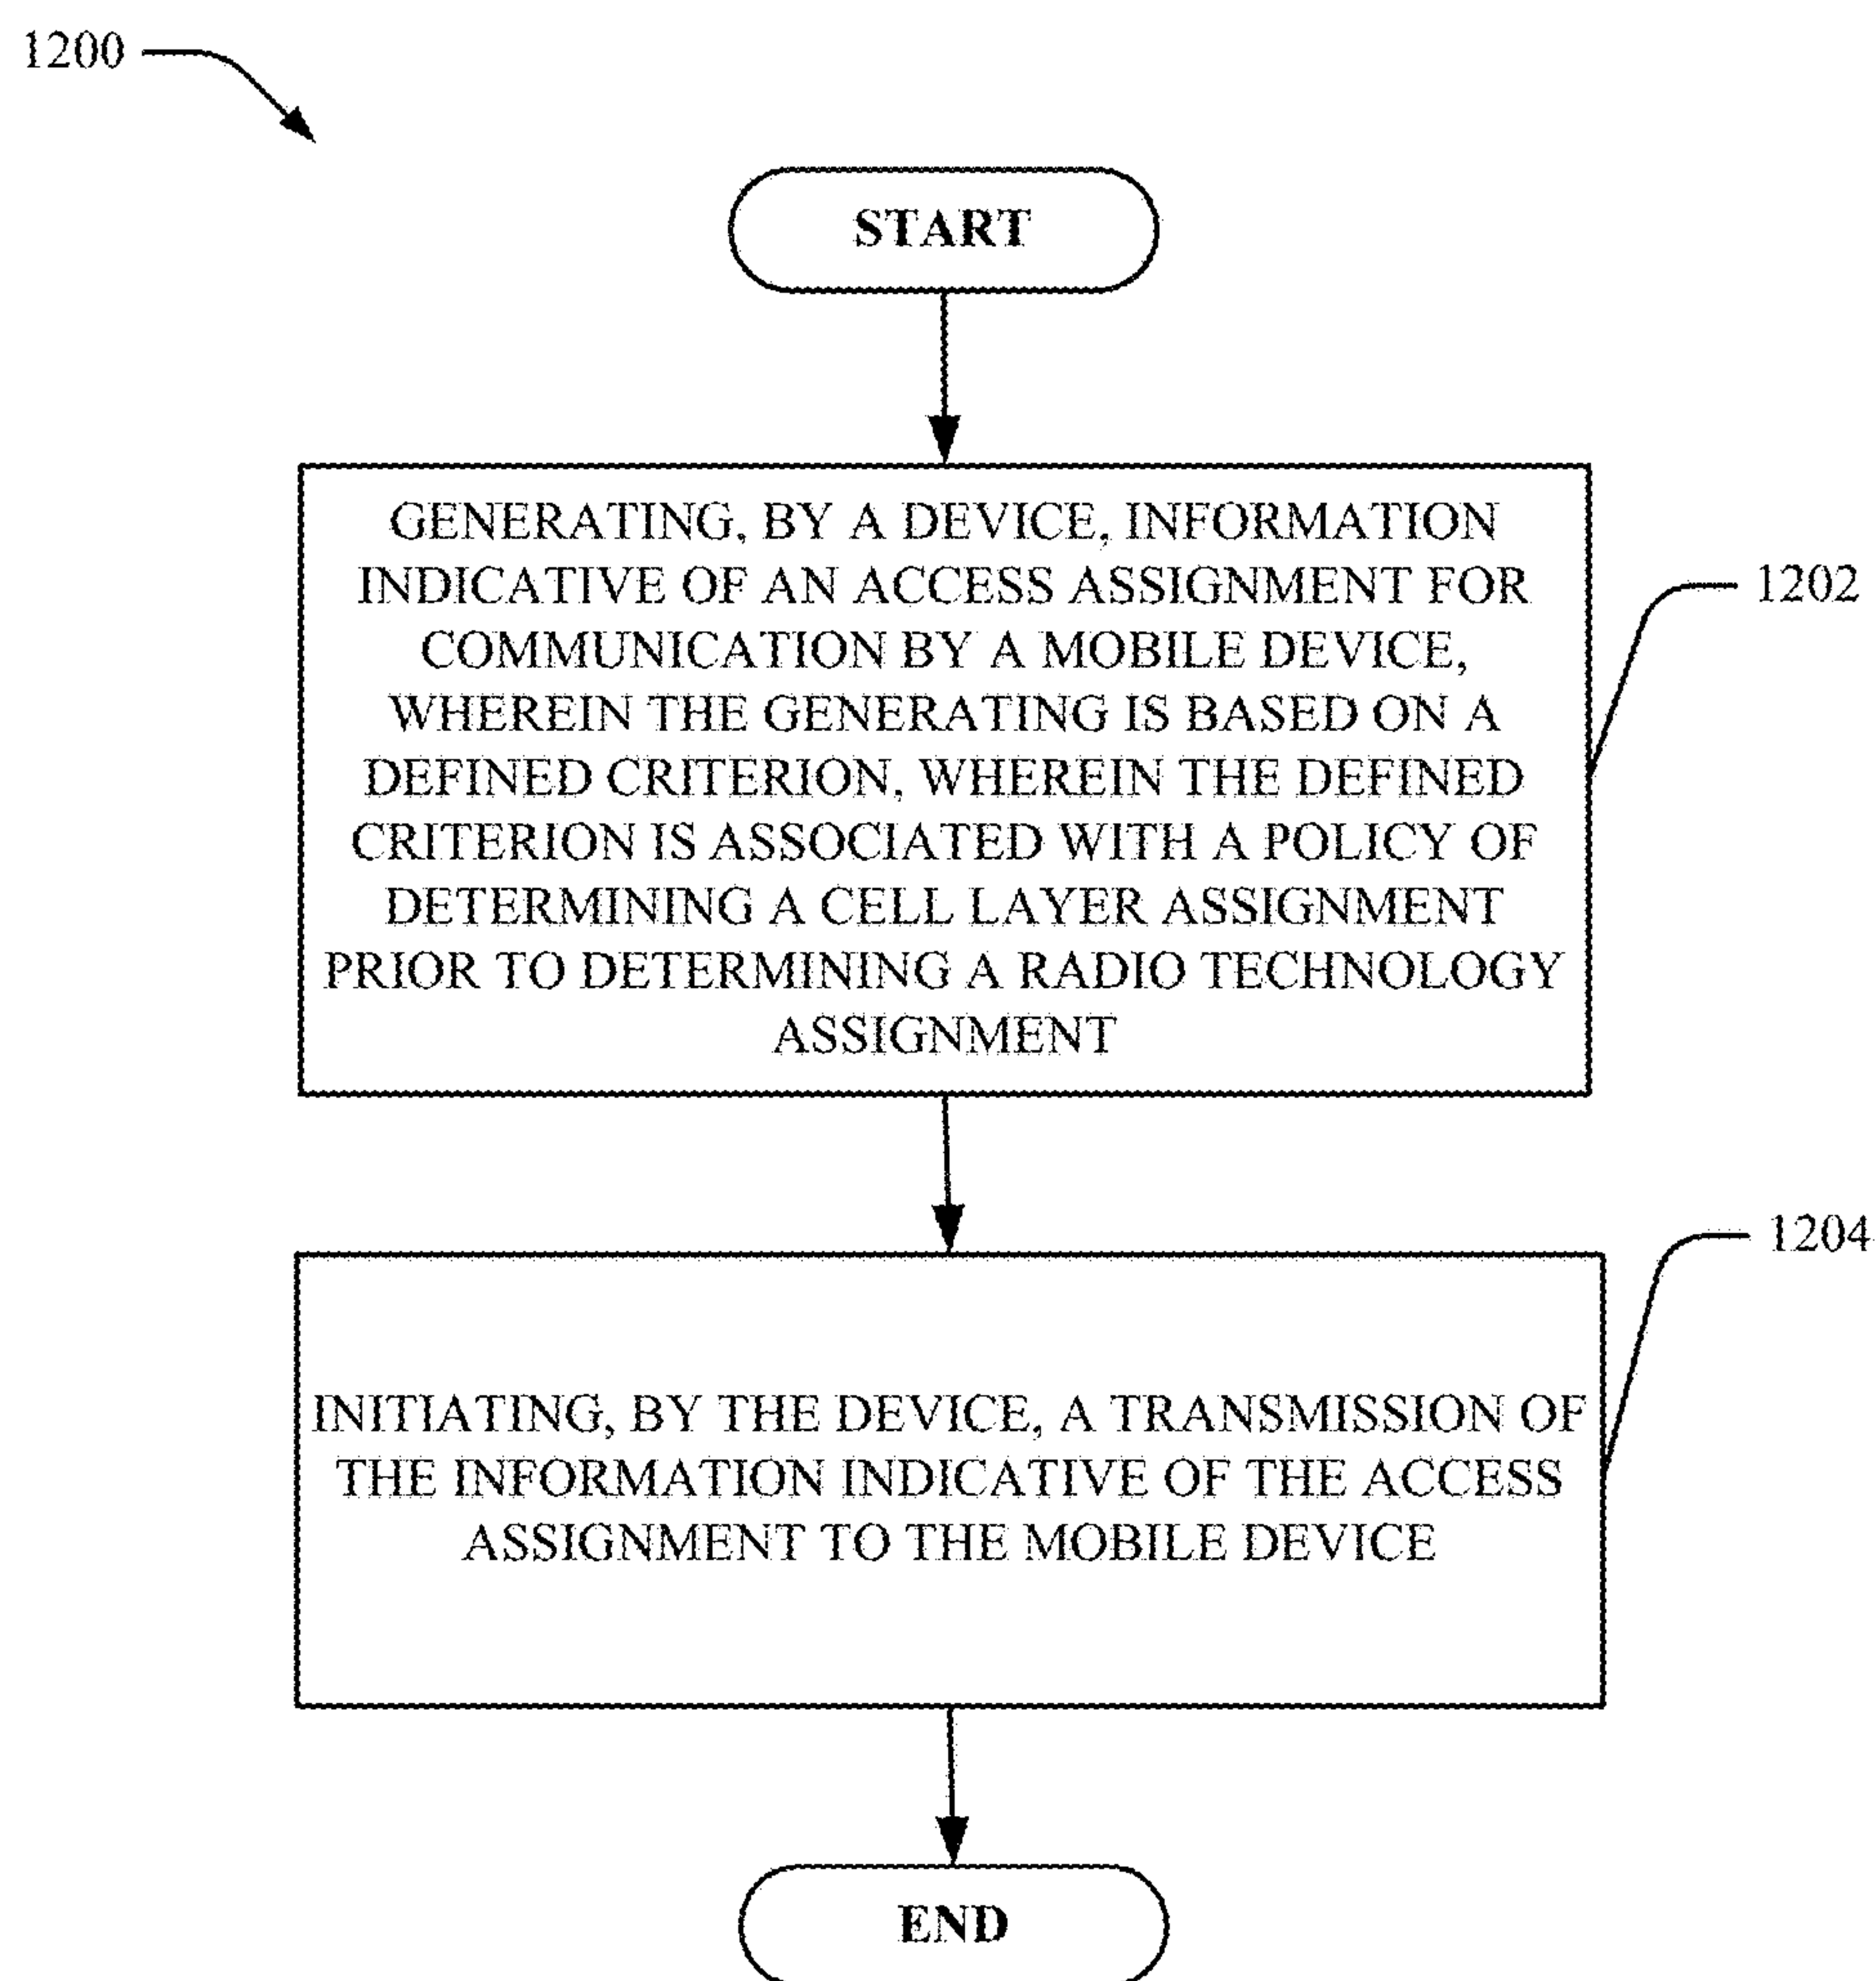 1200
START
GENERATING, BY A DEVICE, INFORMATION
INDICATIVE OF AN ACCESS ASSIGNMENT FOR
COMMUNICATION BY A MOBILE DEVICE,
WHEREIN THE GENERATING IS BASED ON A
DEFINED CRITERION, WHEREIN THE DEFINED
CRITERION IS ASSOCIATED WITH A POLICY OF
DETERMINING A CELL LAYER ASSIGNMENT
PRIOR TO DETERMINING A RADIO TECHNOLOGY
ASSIGNMENT
1202
INITIATING, BY THE DEVICE, A TRANSMISSION OF
THE INFORMATION INDICATIVE OF THE ACCESS
ASSIGNMENT TO THE MOBILE DEVICE
1204
END